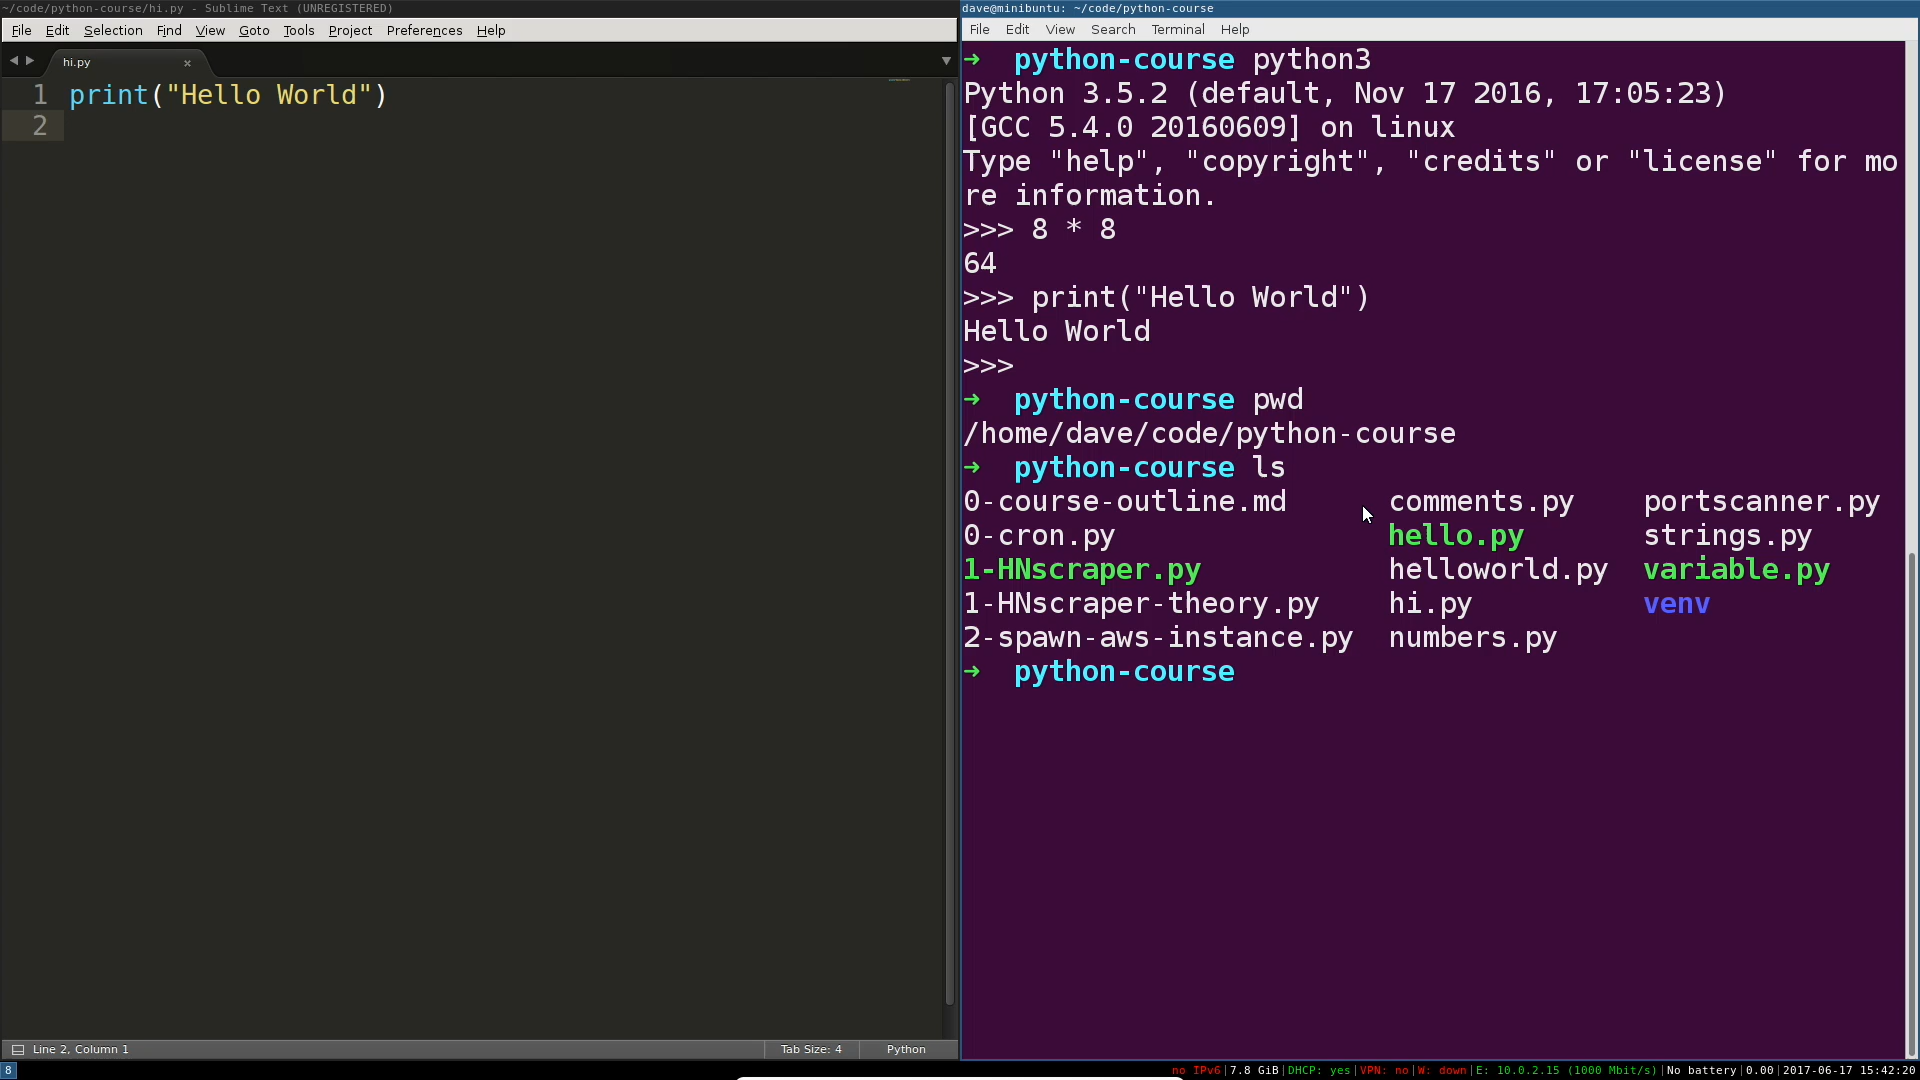 ~/code/python-course/hi.py - Sublime Text (UNREGISTERED)
File Edit Selection Find View Goto Tools Project Preferences Help
hi.py ×
1 print("Hello World")
2
Line 2, Column 1
Tab Size: 4
Python
dave@minibuntu: ~/code/python-course
File Edit View Search Terminal Help
➜ python-course python3
Python 3.5.2 (default, Nov 17 2016, 17:05:23)
[GCC 5.4.0 20160609] on linux
Type "help", "copyright", "credits" or "license" for mo
re information.
>>> 8 * 8
64
>>> print("Hello World")
Hello World
>>>
➜ python-course pwd
/home/dave/code/python-course
➜ python-course ls
0-course-outline.md comments.py portscanner.py
0-cron.py hello.py strings.py
1-HNscraper.py helloworld.py variable.py
1-HNscraper-theory.py hi.py venv
2-spawn-aws-instance.py numbers.py
➜ python-course
8
no IPv6|7.8 GiB|DHCP: yes|VPN: no|W: down|E: 10.0.2.15 (1000 Mbit/s)|No battery|0.00|2017-06-17 15:42:20